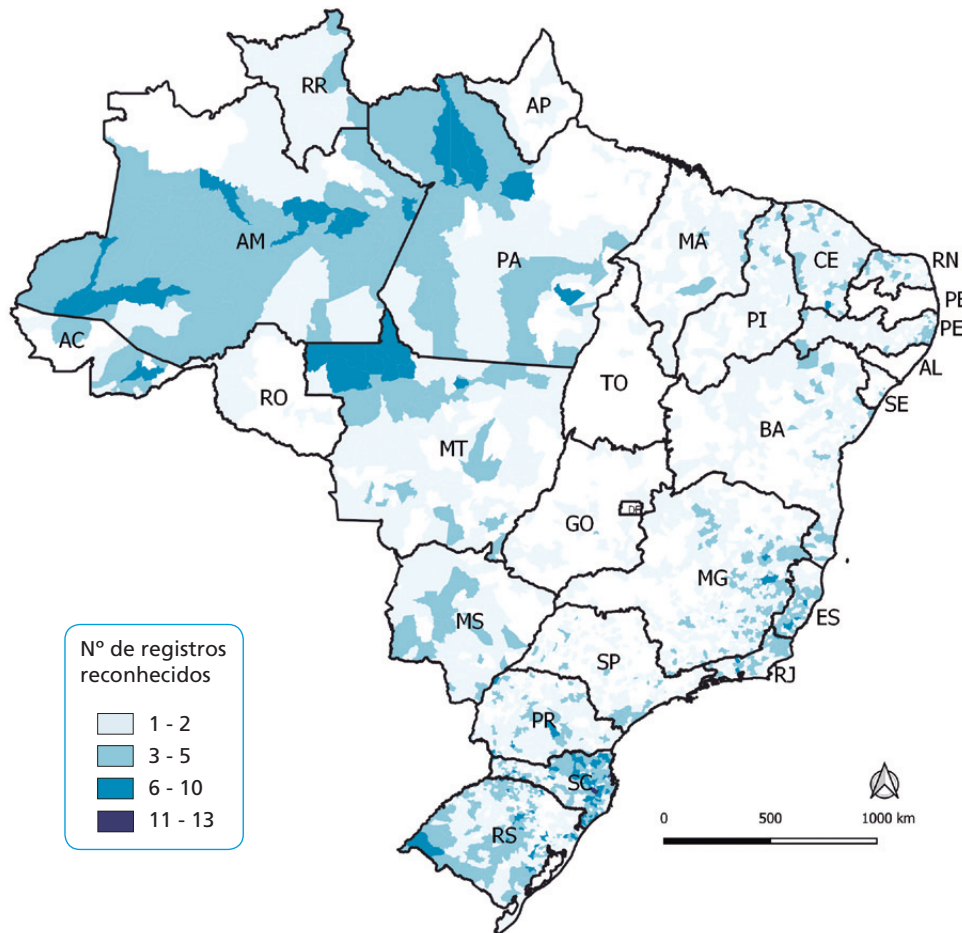 RR
AP
AM
PA
MA
CE
RN
PB
PE
PI
AC
AL
TO
SE
RO
BA
MT
DF
GO
MG
MS
ES
SP
RJ
PR
SC
RS
Nº de registros
reconhecidos
1 - 2
3 - 5
6 - 10
11 - 13
0 500 1000 km